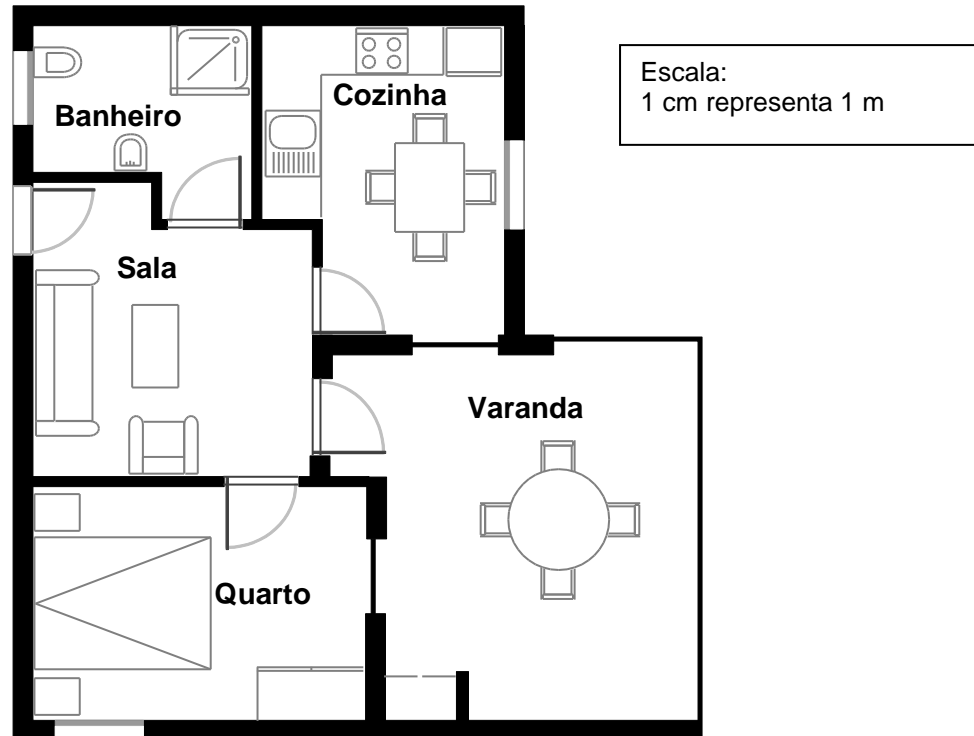 Banheiro
Cozinha
Escala:
1 cm representa 1 m
Sala
Varanda
Quarto